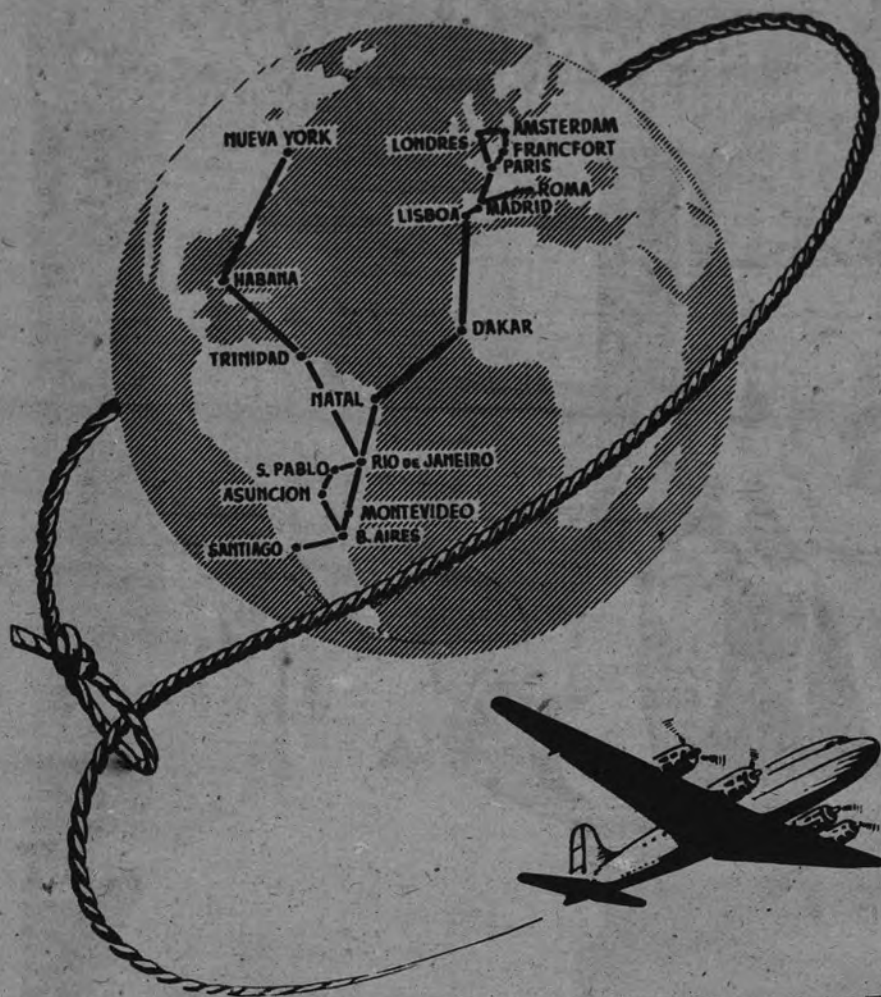 NUEVA YORK
LONDRES
AMSTERDAM
FRANCFORT
PARIS
ROMA
LISBOA
MADRID
HABANA
DAKAR
TRINIDAD
NATAL
S. PABLO
RIO DE JANEIRO
ASUNCION
MONTEVIDEO
SANTIAGO
B. AIRES